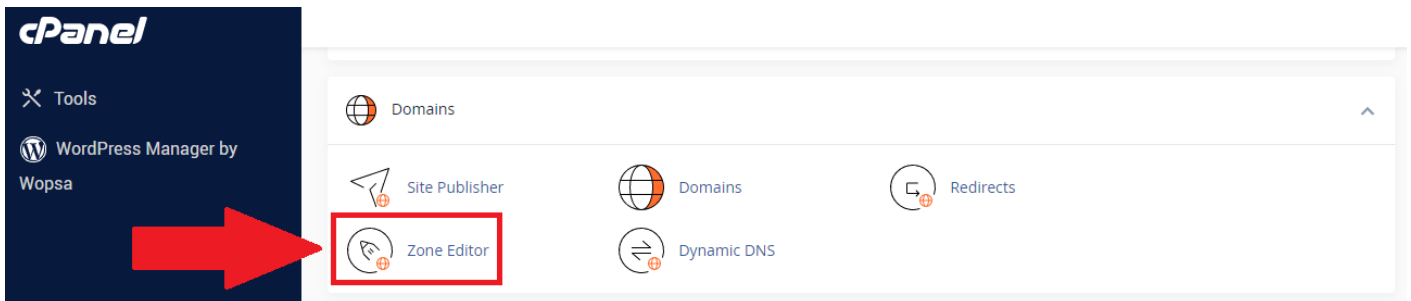 cPanel
Tools
WordPress Manager by
Wopsa
Domains
Site Publisher
Domains
Redirects
Zone Editor
Dynamic DNS